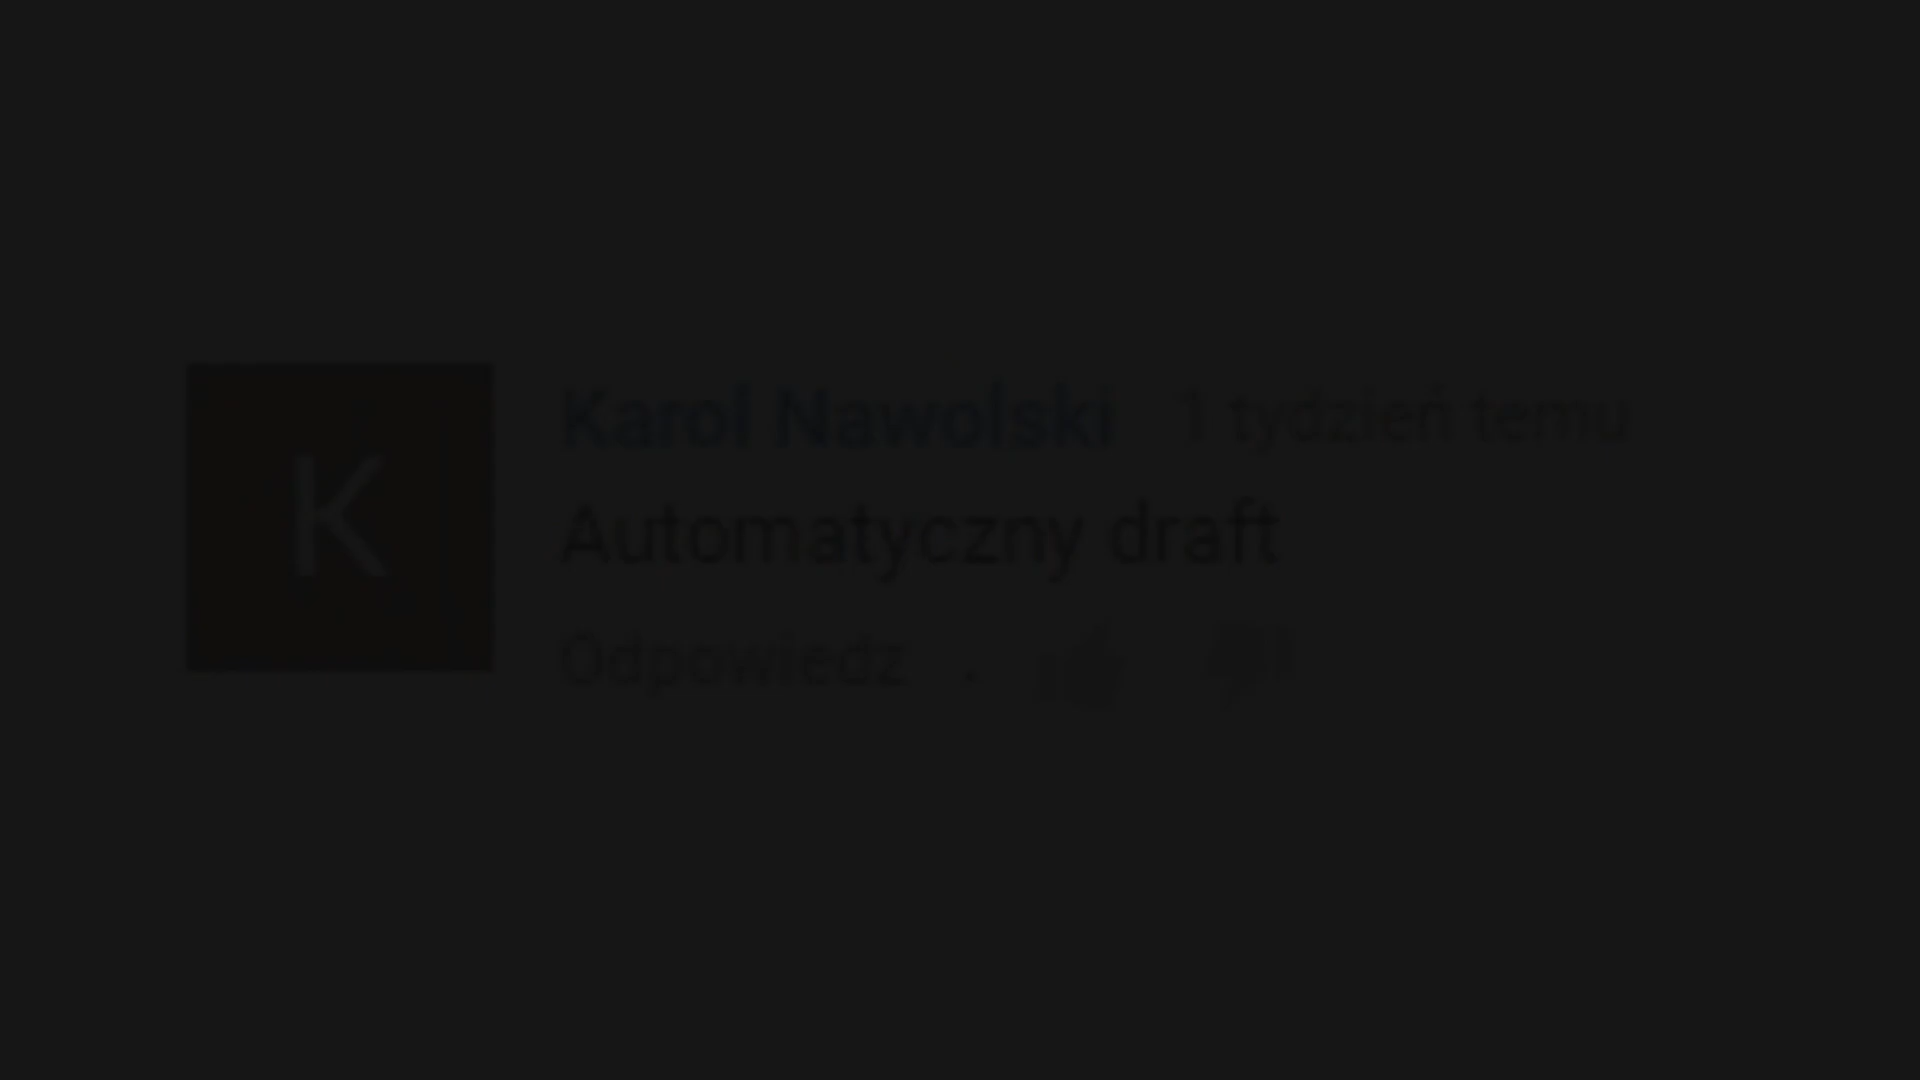 K
Karol Nawolski 1 tydzień temu
Automatyczny draft
Odpowiedz .